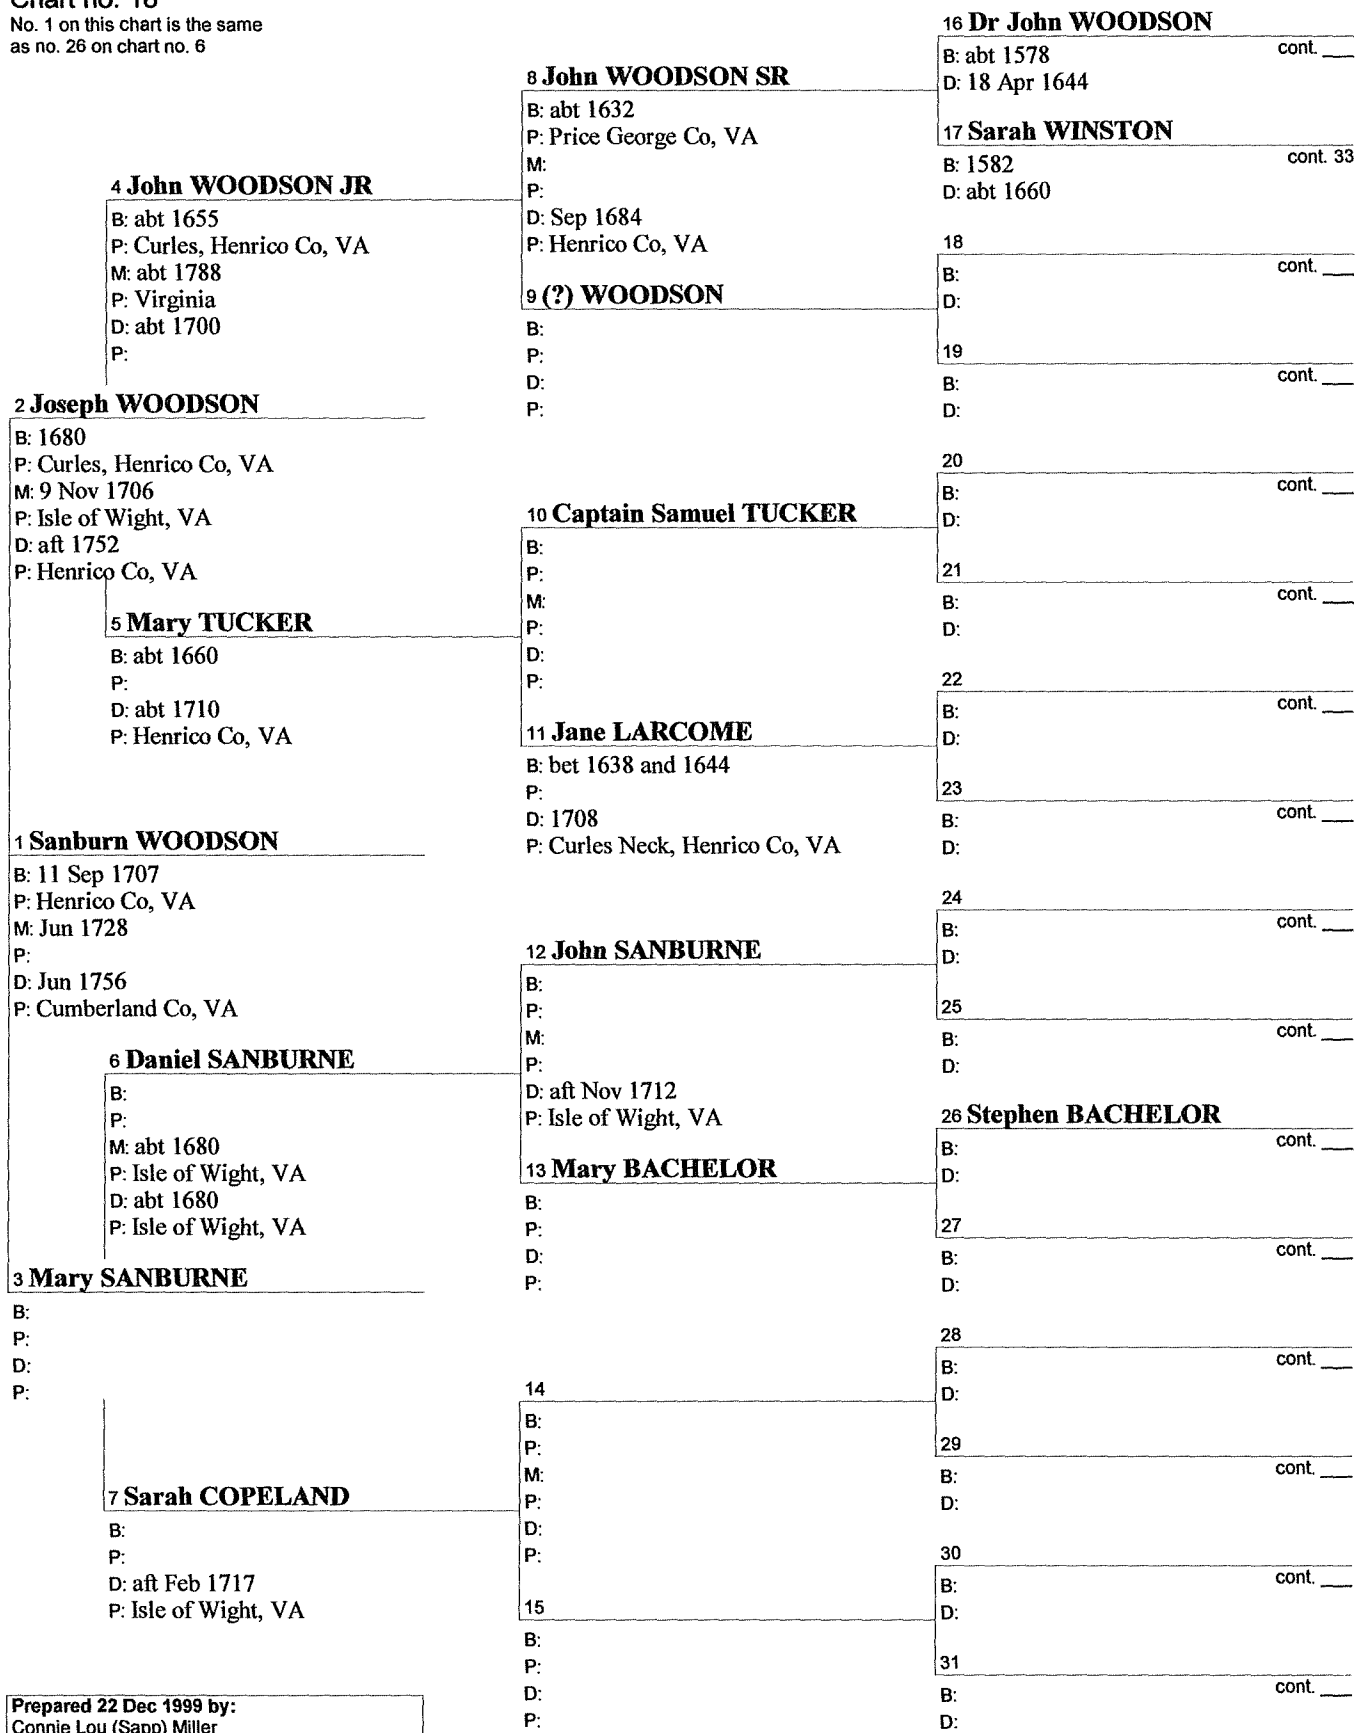 Chart no. 18
No. 1 on this chart is the same
as no. 26 on chart no. 6
16 Dr John WOODSON
B: abt 1578
cont. ___
D: 18 Apr 1644
8 John WOODSON SR
B: abt 1632
P: Price George Co, VA
M:
P:
D: Sep 1684
P: Henrico Co, VA
17 Sarah WINSTON
B: 1582
cont. 33
D: abt 1660
4 John WOODSON JR
B: abt 1655
P: Curles, Henrico Co, VA
M: abt 1788
P: Virginia
D: abt 1700
P:
18
B:
cont. ___
D:
9 (?) WOODSON
B:
P:
D:
P:
19
B:
cont. ___
D:
2 Joseph WOODSON
B: 1680
P: Curles, Henrico Co, VA
M: 9 Nov 1706
P: Isle of Wight, VA
D: aft 1752
P: Henrico Co, VA
20
B:
cont. ___
D:
10 Captain Samuel TUCKER
B:
P:
M:
P:
D:
P:
21
B:
cont. ___
D:
5 Mary TUCKER
B: abt 1660
P:
D: abt 1710
P: Henrico Co, VA
22
B:
cont. ___
D:
11 Jane LARCOME
B: bet 1638 and 1644
P:
D: 1708
P: Curles Neck, Henrico Co, VA
23
B:
cont. ___
D:
1 Sanburn WOODSON
B: 11 Sep 1707
P: Henrico Co, VA
M: Jun 1728
P:
D: Jun 1756
P: Cumberland Co, VA
24
B:
cont. ___
D:
12 John SANBURNE
B:
P:
M:
P:
D: aft Nov 1712
P: Isle of Wight, VA
25
B:
cont. ___
D:
6 Daniel SANBURNE
B:
P:
M: abt 1680
P: Isle of Wight, VA
D: abt 1680
P: Isle of Wight, VA
26 Stephen BACHELOR
B:
cont. ___
D:
13 Mary BACHELOR
B:
P:
D:
P:
27
B:
cont. ___
D:
3 Mary SANBURNE
B:
P:
D:
P:
28
B:
cont. ___
D:
14
B:
P:
M:
P:
D:
P:
29
B:
cont. ___
D:
7 Sarah COPELAND
B:
P:
D: aft Feb 1717
P: Isle of Wight, VA
30
B:
cont. ___
D:
15
B:
P:
D:
P:
31
B:
cont. ___
D:
Prepared 22 Dec 1999 by:
Connie Lou (Sapp) Miller